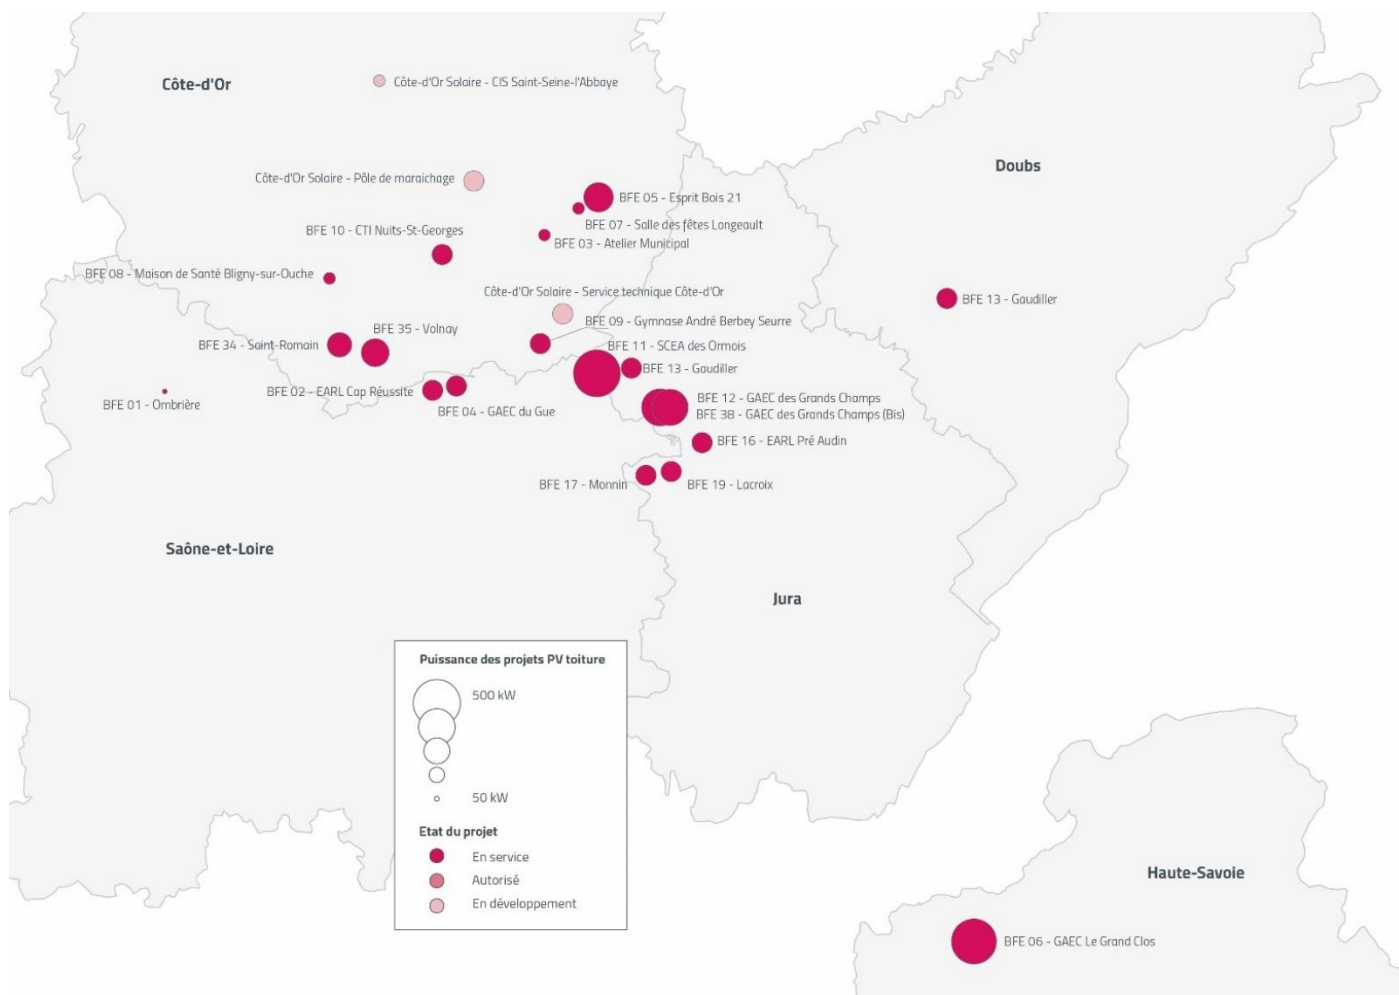 Côte-d'Or
Côte-d'Or Solaire - CIS Saint-Seine-l'Abbaye
Doubs
Côte-d'Or Solaire - Pôle de maraichage
BFE 05 - Esprit Bois 21
BFE 07 - Salle des fêtes Longeault
BFE 10 - CTI Nuits-St-Georges
BFE 03 - Atelier Municipal
BFE 08 - Maison de Santé Bligny-sur-Ouche
Côte-d'Or Solaire - Service technique Côte-d'Or
BFE 13 - Gaudiller
BFE 09 - Gymnase André Berbey Seurre
BFE 35 - Volnay
BFE 34 - Saint-Romain
BFE 11 - SCEA des Ormois
BFE 13 - Gaudiller
BFE 02 - EARL Cap Réussite
BFE 01 - Ombrière
BFE 04 - GAEC du Gue
BFE 12 - GAEC des Grands Champs
BFE 38 - GAEC des Grands Champs (Bis)
BFE 16 - EARL Pré Audin
BFE 17 - Monnin
BFE 19 - Lacroix
Saône-et-Loire
Jura
Puissance des projets PV toiture
500 kW
50 kW
Etat du projet
En service
Autorisé
En développement
Haute-Savoie
BFE 06 - GAEC Le Grand Clos